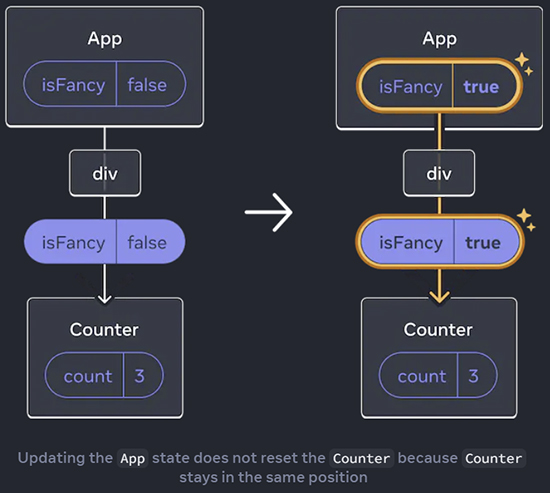 App
isFancy false
div
isFancy false
Counter
count 3
App
isFancy true
div
isFancy true
Counter
count 3
Updating the App state does not reset the Counter because Counter
stays in the same position